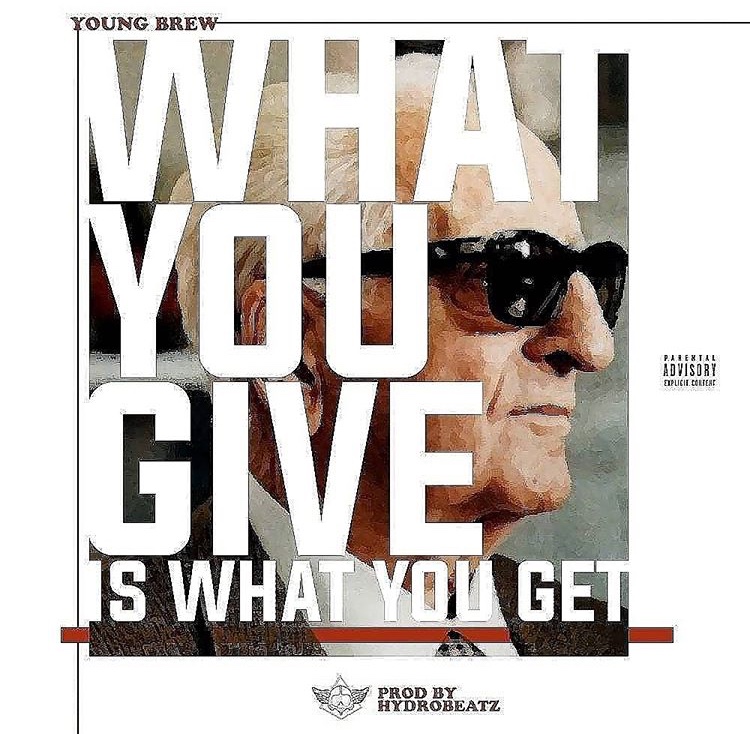 YOUNG BREW
WHAT
YOU
GIVE
IS WHAT YOU GET
PARENTAL
ADVISORY
EXPLICIT CONTENT
PROD BY
HYDROBEATZ